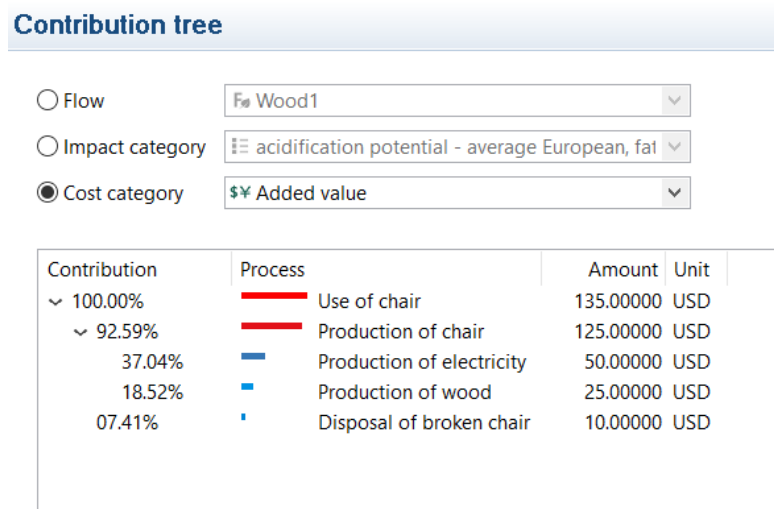 Contribution tree
Flow Wood1
Impact category acidification potential - average European, fat
Cost category $¥ Added value
Contribution Process Amount Unit
100.00% Use of chair 135.00000 USD
92.59% Production of chair 125.00000 USD
37.04% Production of electricity 50.00000 USD
18.52% Production of wood 25.00000 USD
07.41% Disposal of broken chair 10.00000 USD